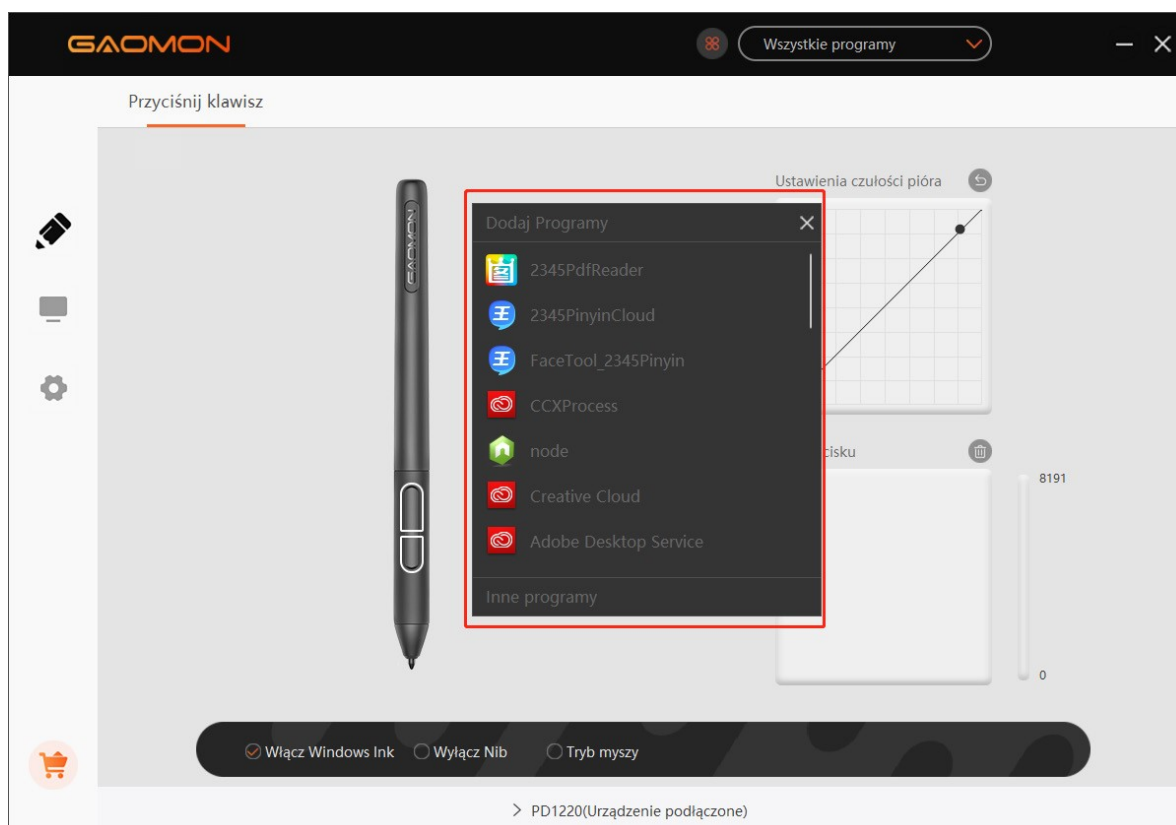 GAOMON
Wszystkie programy
Przyciśnij klawisz
Ustawienia czułości pióra
GAOMON
Dodaj Programy
2345PdfReader
2345PinyinCloud
FaceTool_2345Pinyin
CCXProcess
node
cisku
Creative Cloud
8191
Adobe Desktop Service
Inne programy
0
Włącz Windows Ink
Wyłącz Nib
Tryb myszy
PD1220(Urządzenie podłączone)